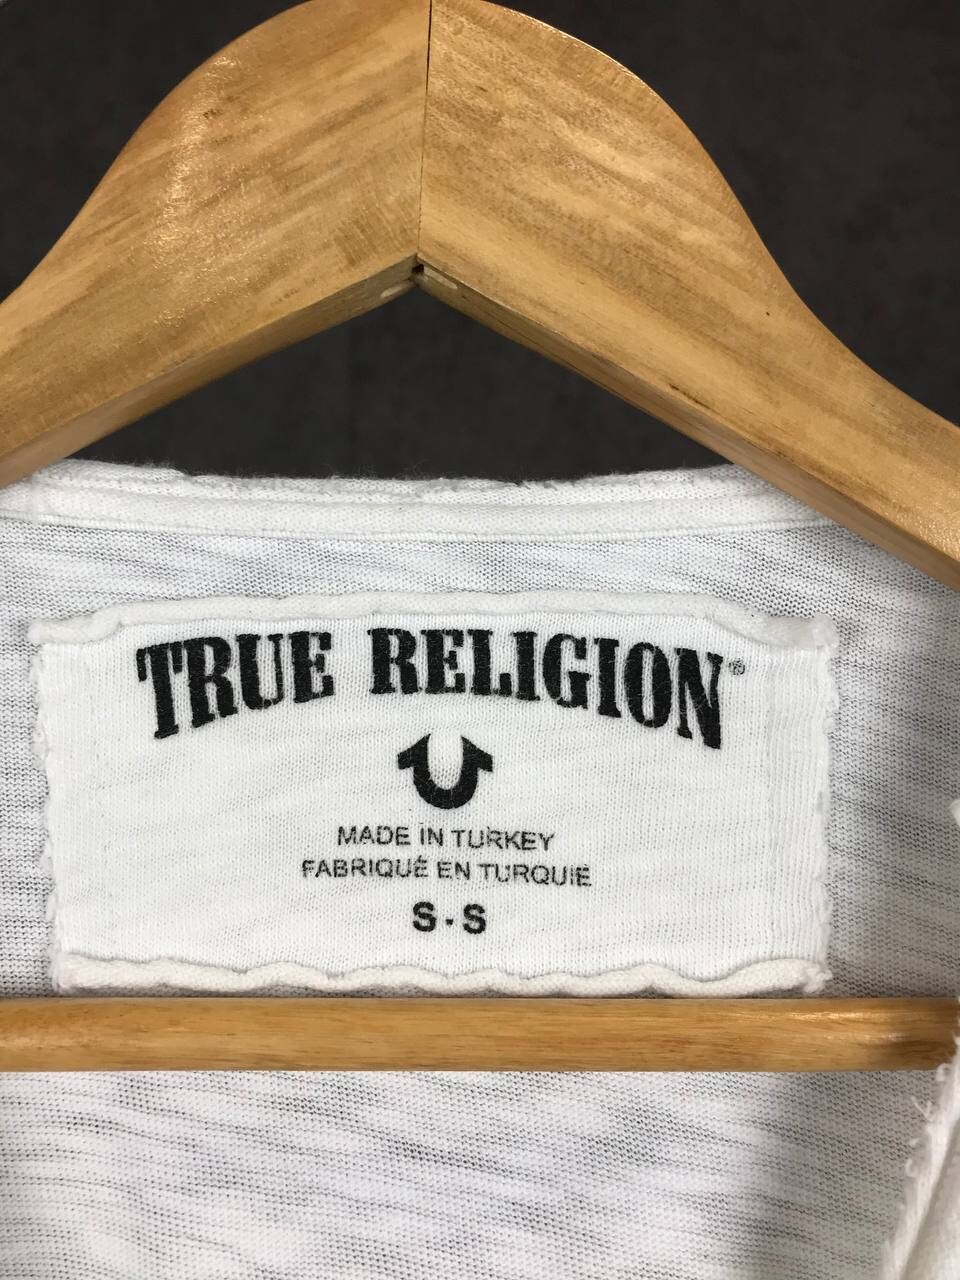 TRUE RELIGION®
MADE IN TURKEY
FABRIQUÉ EN TURQUIE
S·S